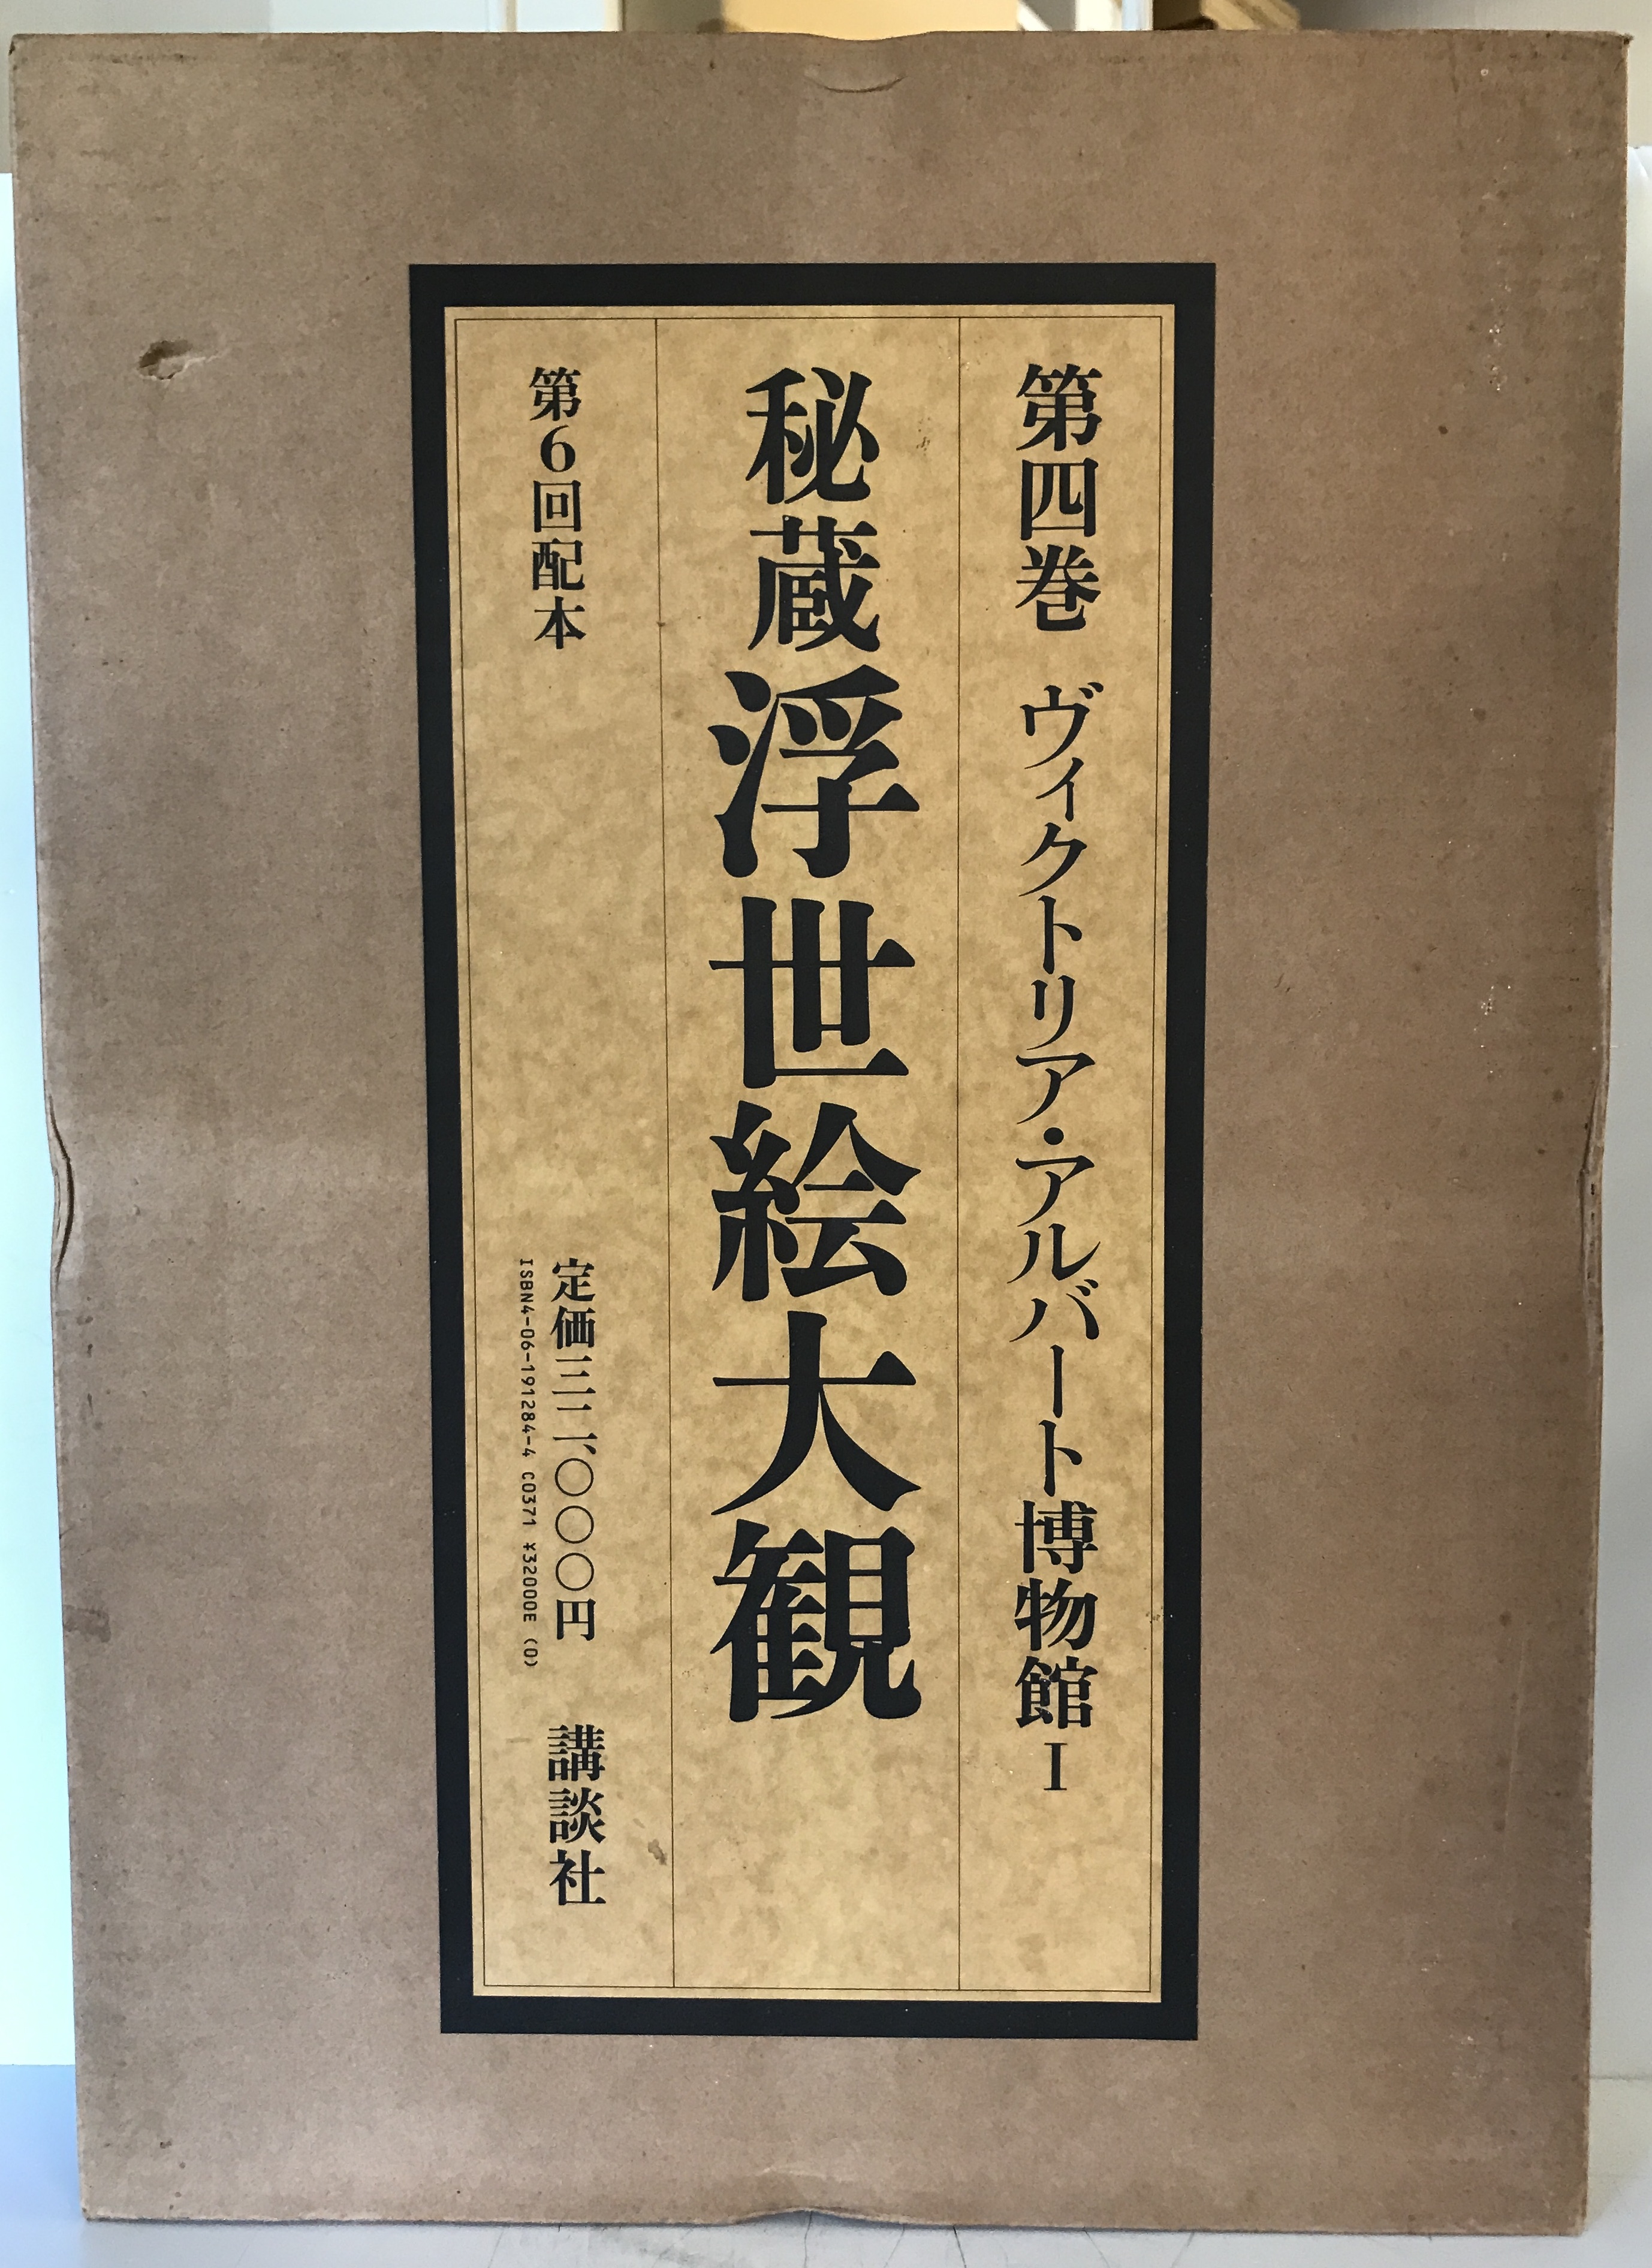 第四巻 ヴィクトリア・アルバート博物館 I
秘蔵浮世絵大観
第6回配本
定価三二、〇〇〇円
ISBN4-06-191284-4 C0371 ¥32000E (0)
講談社